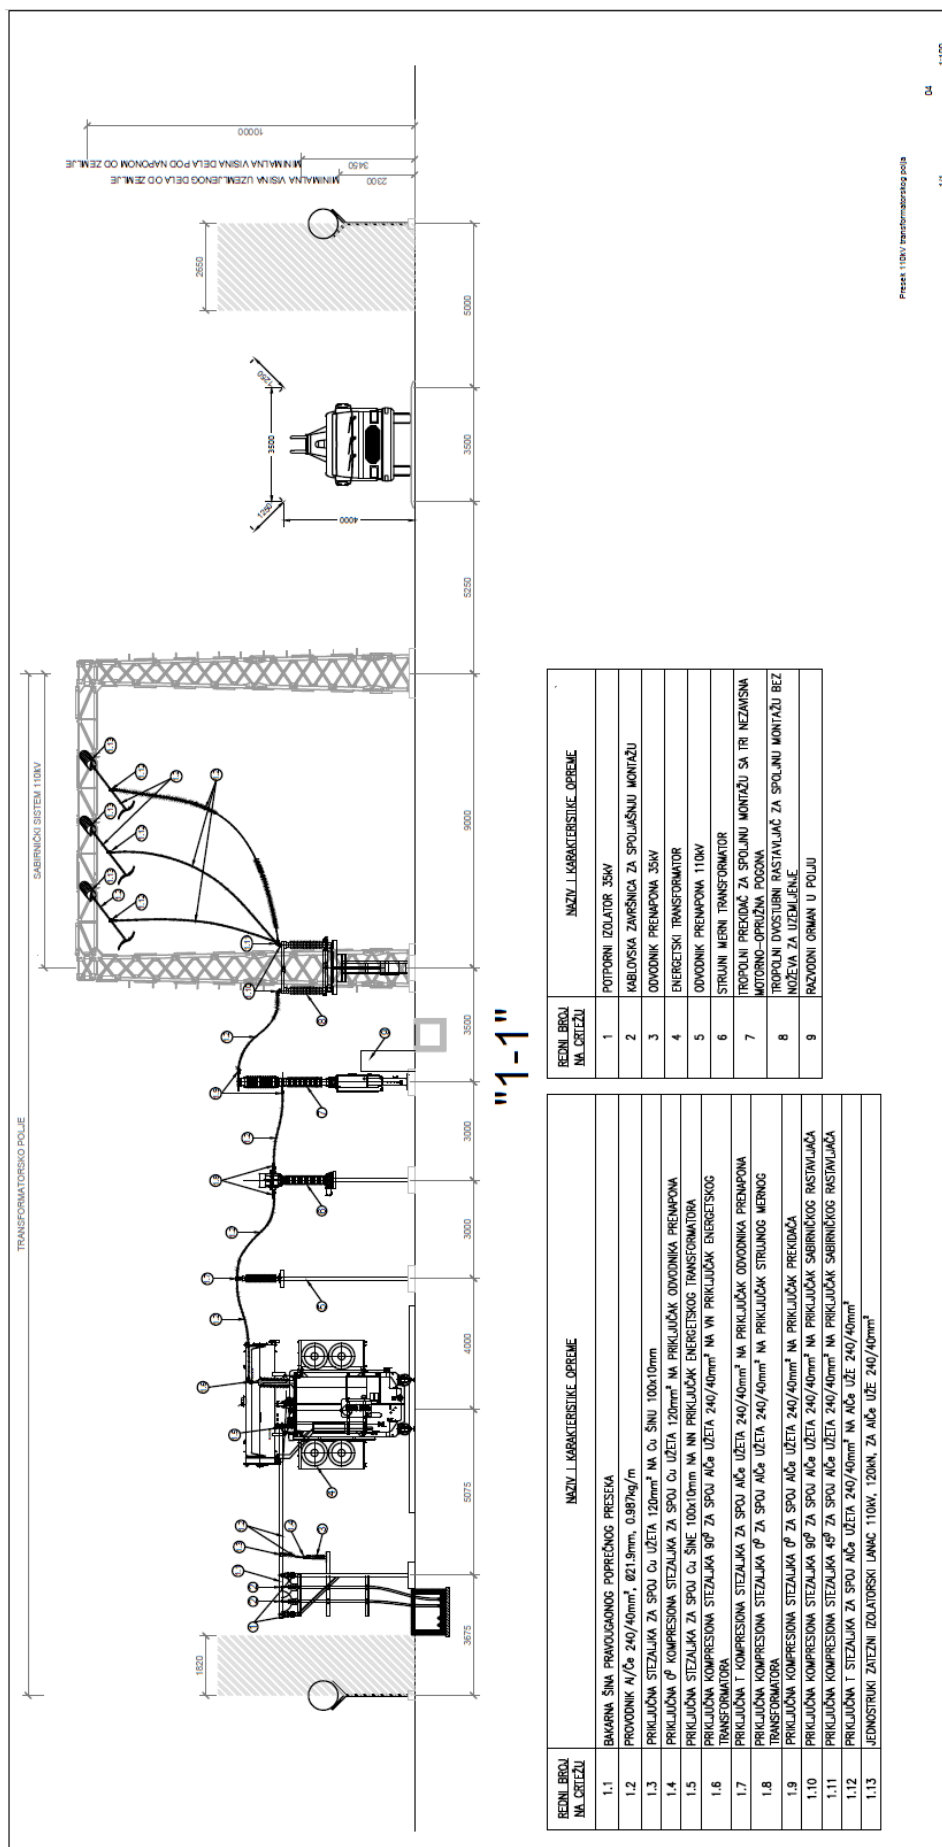 TRANSFORMATORSKO POLJE
SABIRNIČKI SISTEM 110kV
MINIMALNA VISINA DELA POD NAPONOM OD ZEMLJE
MINIMALNA VISINA UZEMLJENOG DELA OD ZEMLJE
10000
3450
2300
1820
2650
1250
3500
1250
4000
3675
5075
4000
3000
3000
3500
9000
5250
3500
5000
"1-1"
REDNI BROJ
NA CRTEŽU
NAZIV I KARAKTERISTIKE OPREME
1.1 BAKARNA ŠINA PRAVOUGAONOG POPREČNOG PRESEKA
1.2 PROVODNIK Al/Če 240/40mm², Ø21.9mm, 0.987kg/m
1.3 PRIKLJUČNA STEZALJKA ZA SPOJ Cu UŽETA 120mm² NA Cu ŠINU 100x10mm
1.4 PRIKLJUČNA 0⁰ KOMPRESIONA STEZALJKA ZA SPOJ Cu UŽETA 120mm² NA PRIKLJUČAK ODVODNIKA PRENAPONA
1.5 PRIKLJUČNA STEZALJKA ZA SPOJ Cu ŠINE 100x10mm NA NN PRIKLJUČAK ENERGETSKOG TRANSFORMATORA
1.6 PRIKLJUČNA KOMPRESIONA STEZALJKA 90⁰ ZA SPOJ AlČe UŽETA 240/40mm² NA VN PRIKLJUČAK ENERGETSKOG
TRANSFORMATORA
1.7 PRIKLJUČNA T KOMPRESIONA STEZALJKA ZA SPOJ AlČe UŽETA 240/40mm² NA PRIKLJUČAK ODVODNIKA PRENAPONA
1.8 PRIKLJUČNA KOMPRESIONA STEZALJKA 0⁰ ZA SPOJ AlČe UŽETA 240/40mm² NA PRIKLJUČAK STRUJNOG MERNOG
TRANSFORMATORA
1.9 PRIKLJUČNA KOMPRESIONA STEZALJKA 0⁰ ZA SPOJ AlČe UŽETA 240/40mm² NA PRIKLJUČAK PREKIDAČA
1.10 PRIKLJUČNA KOMPRESIONA STEZALJKA 90⁰ ZA SPOJ AlČe UŽETA 240/40mm² NA PRIKLJUČAK SABIRNIČKOG RASTAVLJAČA
1.11 PRIKLJUČNA KOMPRESIONA STEZALJKA 45⁰ ZA SPOJ AlČe UŽETA 240/40mm² NA PRIKLJUČAK SABIRNIČKOG RASTAVLJAČA
1.12 PRIKLJUČNA T STEZALJKA ZA SPOJ AlČe UŽETA 240/40mm² NA AlČe UŽE 240/40mm²
1.13 JEDNOSTRUKI ZATEZNI IZOLATORSKI LANAC 110kV, 120kN, ZA AlČe UŽE 240/40mm²
REDNI BROJ
NA CRTEŽU
NAZIV I KARAKTERISTIKE OPREME
1 POTPORNI IZOLATOR 35kV
2 KABLOVSKA ZAVRŠNICA ZA SPOLJAŠNJU MONTAŽU
3 ODVODNIK PRENAPONA 35kV
4 ENERGETSKI TRANSFORMATOR
5 ODVODNIK PRENAPONA 110kV
6 STRUJNI MERNI TRANSFORMATOR
7 TROPOLNI PREKIDAČ ZA SPOLJNU MONTAŽU SA TRI NEZAVISNA
MOTORNO-OPRUŽNA POGONA
8 TROPOLNI DVOSTUBNI RASTAVLJAČ ZA SPOLJNU MONTAŽU BEZ
NOŽEVA ZA UZEMLJENJE
9 RAZVODNI ORMAN U POLJU
Presek 110kV transformatorskog polja
04